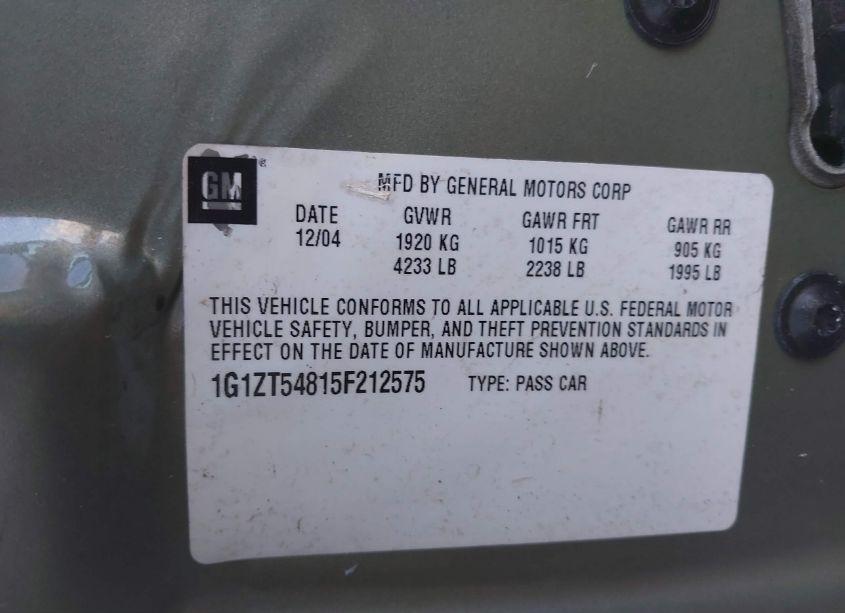 GM
MFD BY GENERAL MOTORS CORP
DATE GVWR GAWR FRT GAWR RR
12/04 1920 KG 1015 KG 905 KG
4233 LB 2238 LB 1995 LB
THIS VEHICLE CONFORMS TO ALL APPLICABLE U.S. FEDERAL MOTOR
VEHICLE SAFETY, BUMPER, AND THEFT PREVENTION STANDARDS IN
EFFECT ON THE DATE OF MANUFACTURE SHOWN ABOVE.
1G1ZT54815F212575 TYPE: PASS CAR